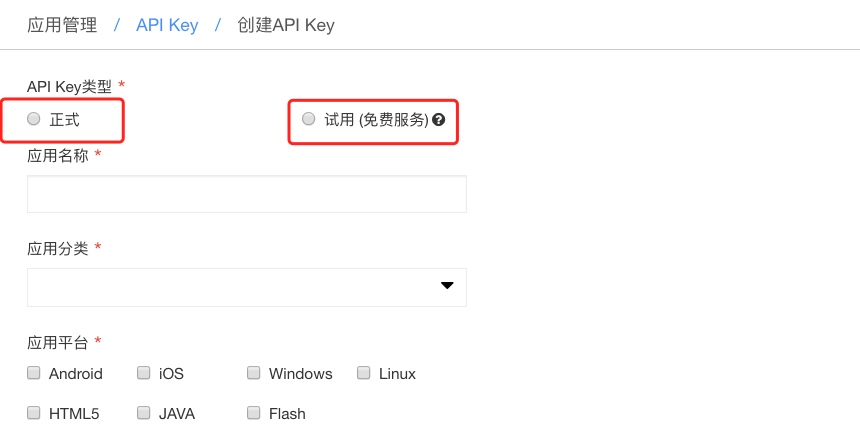 应用管理 / API Key / 创建API Key
API Key类型 *
正式 试用 (免费服务) ?
应用名称 *
应用分类 *
应用平台 *
Android iOS Windows Linux
HTML5 JAVA Flash